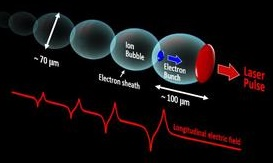 ~ 70 µm
Ion
Bubble
Electron sheath
Electron
Bunch
~ 100 µm
Laser
Pulse
Longitudinal electric field